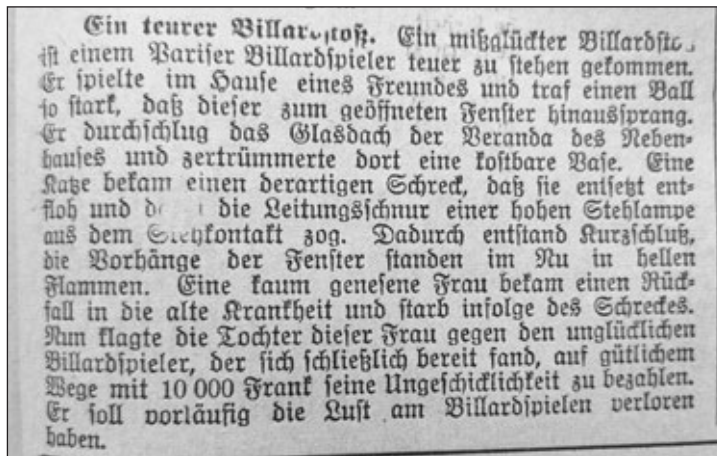 Ein teurer Billardstoß. Ein mißglückter Billardstoß
ist einem Pariser Billardspieler teuer zu stehen gekommen.
Er spielte im Hause eines Freundes und traf einen Ball
so stark, daß dieser zum geöffneten Fenster hinaussprang.
Er durchschlug das Glasdach der Veranda des Neben-
hauses und zertrümmerte dort eine kostbare Vase. Eine
Katze bekam einen derartigen Schreck, daß sie entsetzt ent-
floh und die Leitungsschnur einer hohen Stehlampe
aus dem Steckkontakt zog. Dadurch entstand Kurzschluß,
die Vorhänge der Fenster standen im Nu in hellen
Flammen. Eine kaum genesene Frau bekam einen Rück-
fall in die alte Krankheit und starb infolge des Schreckes.
Nun klagte die Tochter dieser Frau gegen den unglücklichen
Billardspieler, der sich schließlich bereit fand, auf gütlichem
Wege mit 10 000 Frank seine Ungeschicklichkeit zu bezahlen.
Er soll vorläufig die Lust am Billardspielen verloren
haben.